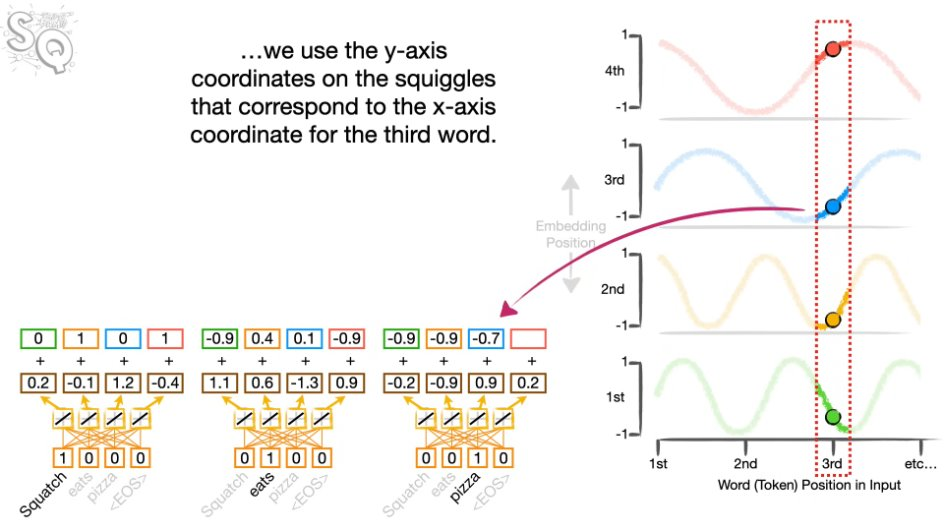 SQ
…we use the y-axis
coordinates on the squiggles
that correspond to the x-axis
coordinate for the third word.
1
4th
-1
1
3rd
-1
Embedding
Position
1
2nd
-1
1
1st
-1
1st 2nd 3rd etc…
Word (Token) Position in Input
0 1 0 1 -0.9 0.4 0.1 -0.9 -0.9 -0.9 -0.7
+ + + + + + + + + + + +
0.2 -0.1 1.2 -0.4 1.1 0.6 -1.3 0.9 -0.2 -0.9 0.9 0.2
1 0 0 0 0 1 0 0 0 0 1 0
Squatch eats pizza <EOS> Squatch eats pizza <EOS> Squatch eats pizza <EOS>